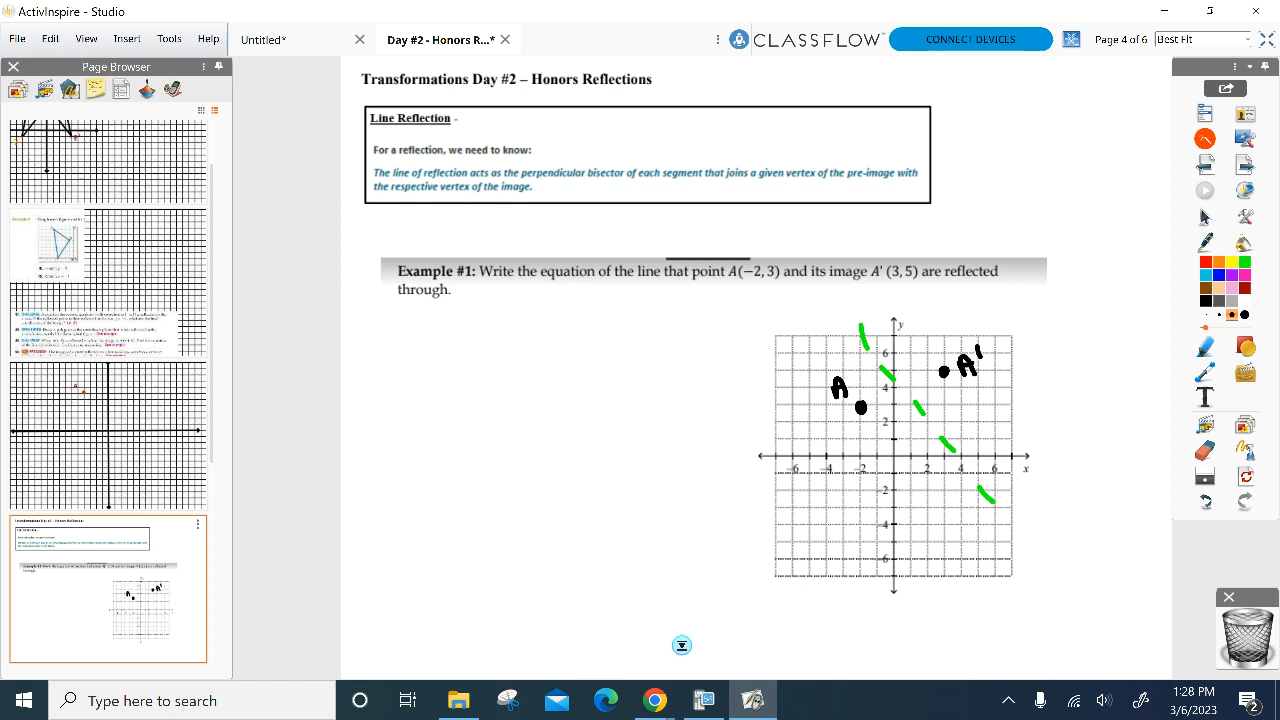 ActivInspire - Studio
File Edit View Insert Tools Help
Untitled*
Day #2 - Honors R...*
CLASSFLOW
CONNECT DEVICES
Page 4 of 6
Best Fit
Page Browser
Transformations Day #2 – Honors Reflections
Line Reflection -
For a reflection, we need to know:
The line of reflection acts as the perpendicular bisector of each segment that joins a given vertex of the pre-image with
the respective vertex of the image.
Example #1: Write the equation of the line that point A(−2, 3) and its image A′ (3, 5) are reflected
through.
y
6
A'
A
4
2
-6 -4 -2 2 4 6 x
-2
-4
-6
Type here to search
1:28 PM
3/6/2023
2